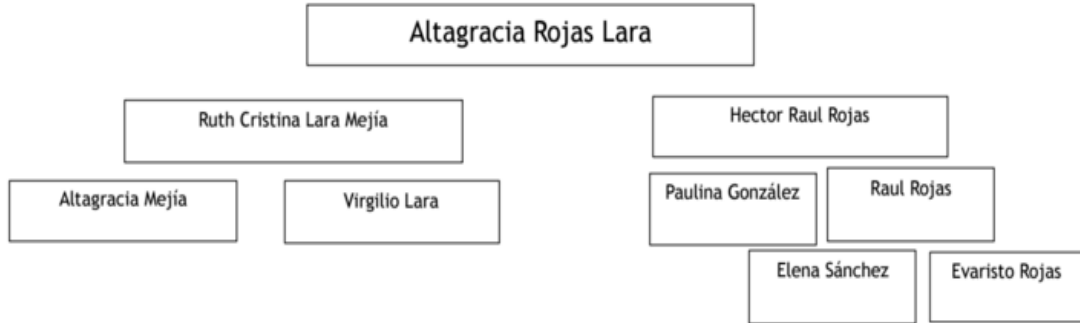 Altagracia Rojas Lara
Ruth Cristina Lara Mejía
Hector Raul Rojas
Altagracia Mejía
Virgilio Lara
Paulina González
Raul Rojas
Elena Sánchez
Evaristo Rojas